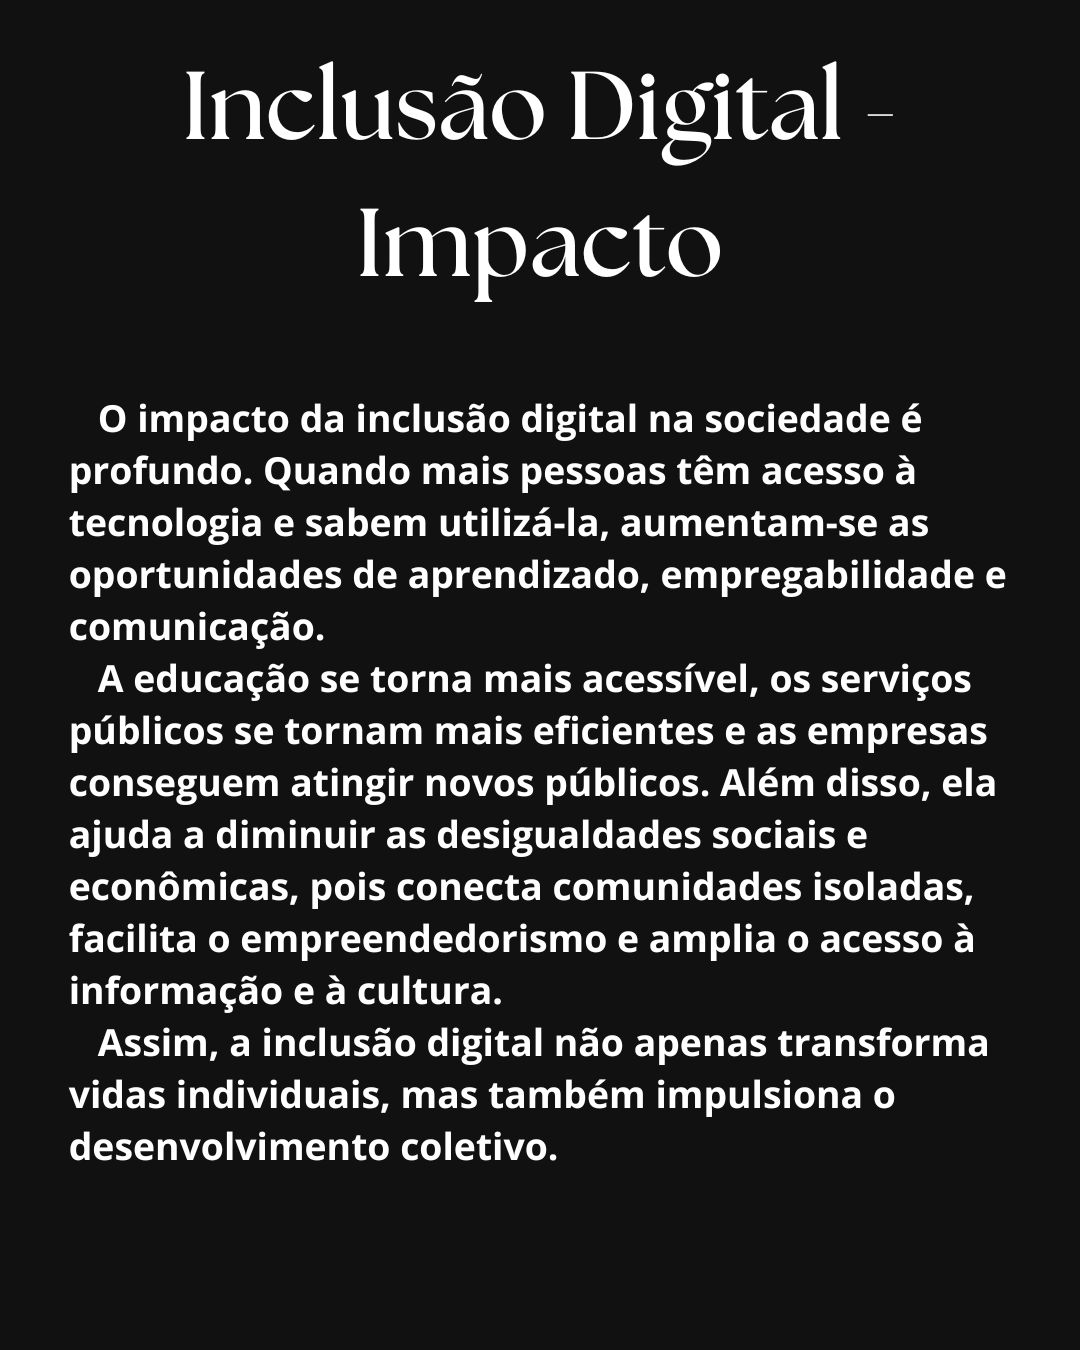 Inclusão Digital -
Impacto
O impacto da inclusão digital na sociedade é
profundo. Quando mais pessoas têm acesso à
tecnologia e sabem utilizá-la, aumentam-se as
oportunidades de aprendizado, empregabilidade e
comunicação.
A educação se torna mais acessível, os serviços
públicos se tornam mais eficientes e as empresas
conseguem atingir novos públicos. Além disso, ela
ajuda a diminuir as desigualdades sociais e
econômicas, pois conecta comunidades isoladas,
facilita o empreendedorismo e amplia o acesso à
informação e à cultura.
Assim, a inclusão digital não apenas transforma
vidas individuais, mas também impulsiona o
desenvolvimento coletivo.